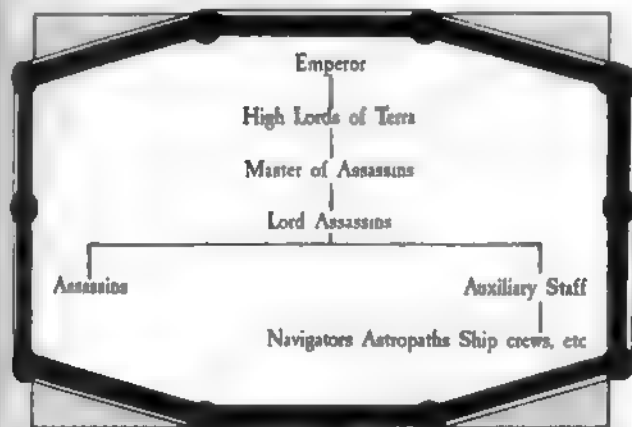 Emperor
High Lords of Terra
Master of Assassins
Lord Assassins
Assassins Auxiliary Staff
Navigators Astropaths Ship crews, etc